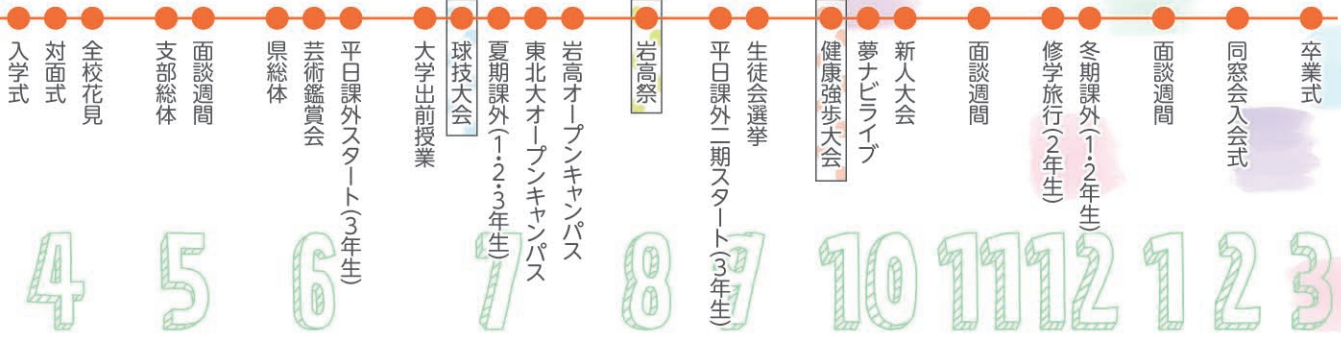 入学式
対面式
全校花見
支部総体
面談週間
県総体
芸術鑑賞会
平日課外スタート(3年生)
大学出前授業
球技大会
夏期課外(1・2・3年生)
東北大オープンキャンパス
岩高オープンキャンパス
岩高祭
平日課外二期スタート(3年生)
生徒会選挙
健康強歩大会
夢ナビライブ
新人大会
面談週間
修学旅行(2年生)
冬期課外(1・2年生)
面談週間
同窓会入会式
卒業式
4
5
6
7
8
9
10
11
12
1
2
3